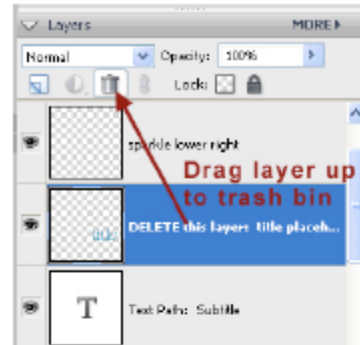 Layers MORE
Normal Opacity: 100%
Lock:
sparkle lower right
Drag layer up
to trash bin
DELETE this layer: title placeh...
T Text Path: Subtitle